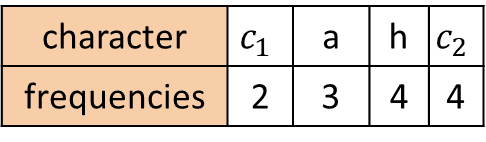 character c₁ a h c₂
frequencies 2 3 4 4